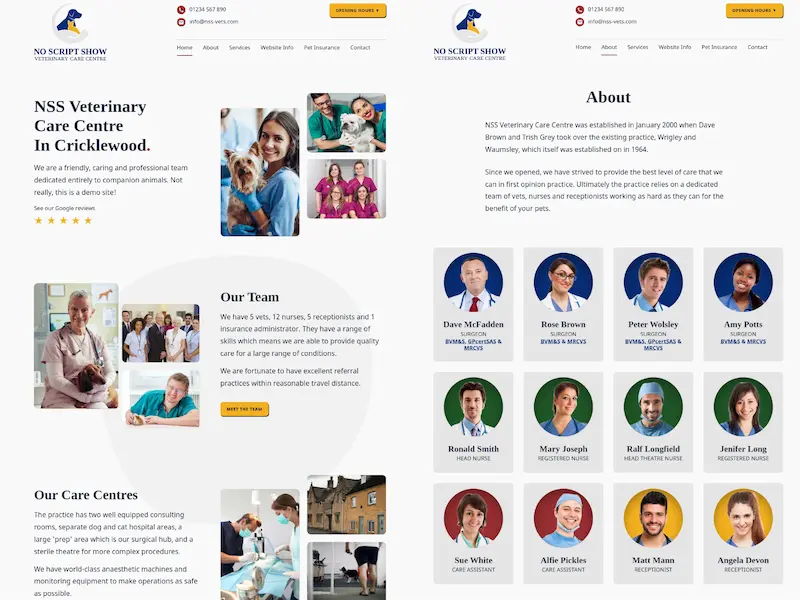 01234 567 890
OPENING HOURS ▼
info@nss-vets.com
NO SCRIPT SHOW
VETERINARY CARE CENTRE
Home About Services Website Info Pet Insurance Contact
NSS Veterinary
Care Centre
In Cricklewood.
We are a friendly, caring and professional team
dedicated entirely to companion animals. Not
really, this is a demo site!
See our Google reviews
Our Team
We have 5 vets, 12 nurses, 5 receptionists and 1
insurance administrator. They have a range of
skills which means we are able to provide quality
care for a large range of conditions.
We are fortunate to have excellent referral
practices within reasonable travel distance.
MEET THE TEAM
Our Care Centres
The practice has two well equipped consulting
rooms, separate dog and cat hospital areas, a
large 'prep' area which is our surgical hub, and a
sterile theatre for more complex procedures.
We have world-class anaesthetic machines and
monitoring equipment to make operations as safe
as possible.
01234 567 890
OPENING HOURS ▼
info@nss-vets.com
NO SCRIPT SHOW
VETERINARY CARE CENTRE
Home About Services Website Info Pet Insurance Contact
About
NSS Veterinary Care Centre was established in January 2000 when Dave
Brown and Trish Grey took over the existing practice, Wrigley and
Waumsley, which itself was established on in 1964.
Since we opened, we have strived to provide the best level of care that we
can in first opinion practice. Ultimately the practice relies on a dedicated
team of vets, nurses and receptionists working as hard as they can for the
benefit of your pets.
Dave McFadden
SURGEON
BVM&S, GPcertSAS &
MRCVS
Rose Brown
SURGEON
BVM&S & MRCVS
Peter Wolsley
SURGEON
BVM&S, GPcertSAS &
MRCVS
Amy Potts
SURGEON
BVM&S & MRCVS
Ronald Smith
HEAD NURSE
Mary Joseph
REGISTERED NURSE
Ralf Longfield
HEAD THEATRE NURSE
Jenifer Long
REGISTERED NURSE
Sue White
CARE ASSISTANT
Alfie Pickles
CARE ASSISTANT
Matt Mann
RECEPTIONIST
Angela Devon
RECEPTIONIST